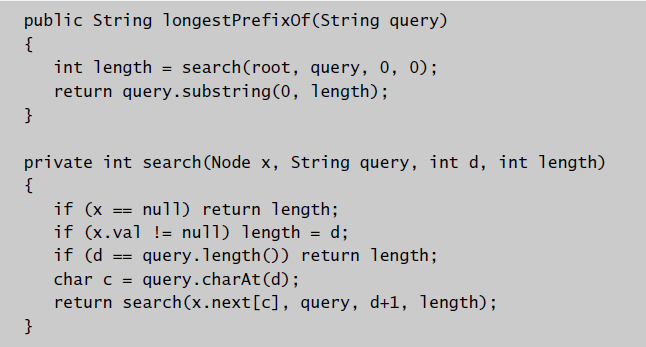 public String longestPrefixOf(String query)
{
   int length = search(root, query, 0, 0);
   return query.substring(0, length);
}

private int search(Node x, String query, int d, int length)
{
   if (x == null) return length;
   if (x.val != null) length = d;
   if (d == query.length()) return length;
   char c = query.charAt(d);
   return search(x.next[c], query, d+1, length);
}